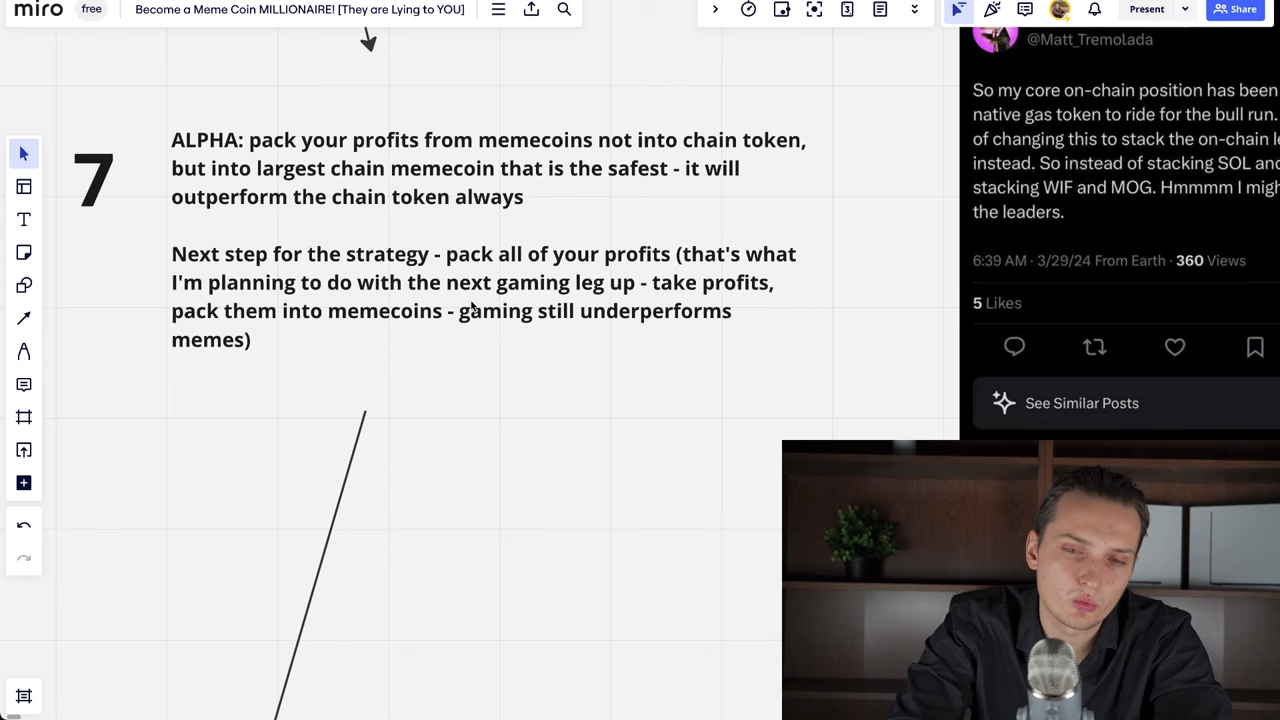 miro free Become a Meme Coin MILLIONAIRE! [They are Lying to YOU]
3
Present
Share
7
ALPHA: pack your profits from memecoins not into chain token,
but into largest chain memecoin that is the safest - it will
outperform the chain token always
Next step for the strategy - pack all of your profits (that's what
I'm planning to do with the next gaming leg up - take profits,
pack them into memecoins - gaming still underperforms
memes)
@Matt_Tremolada
So my core on-chain position has been
native gas token to ride for the bull run.
of changing this to stack the on-chain
instead. So instead of stacking SOL and
stacking WIF and MOG. Hmmmm I
the leaders.
6:39 AM · 3/29/24 From Earth · 360 Views
5 Likes
See Similar Posts